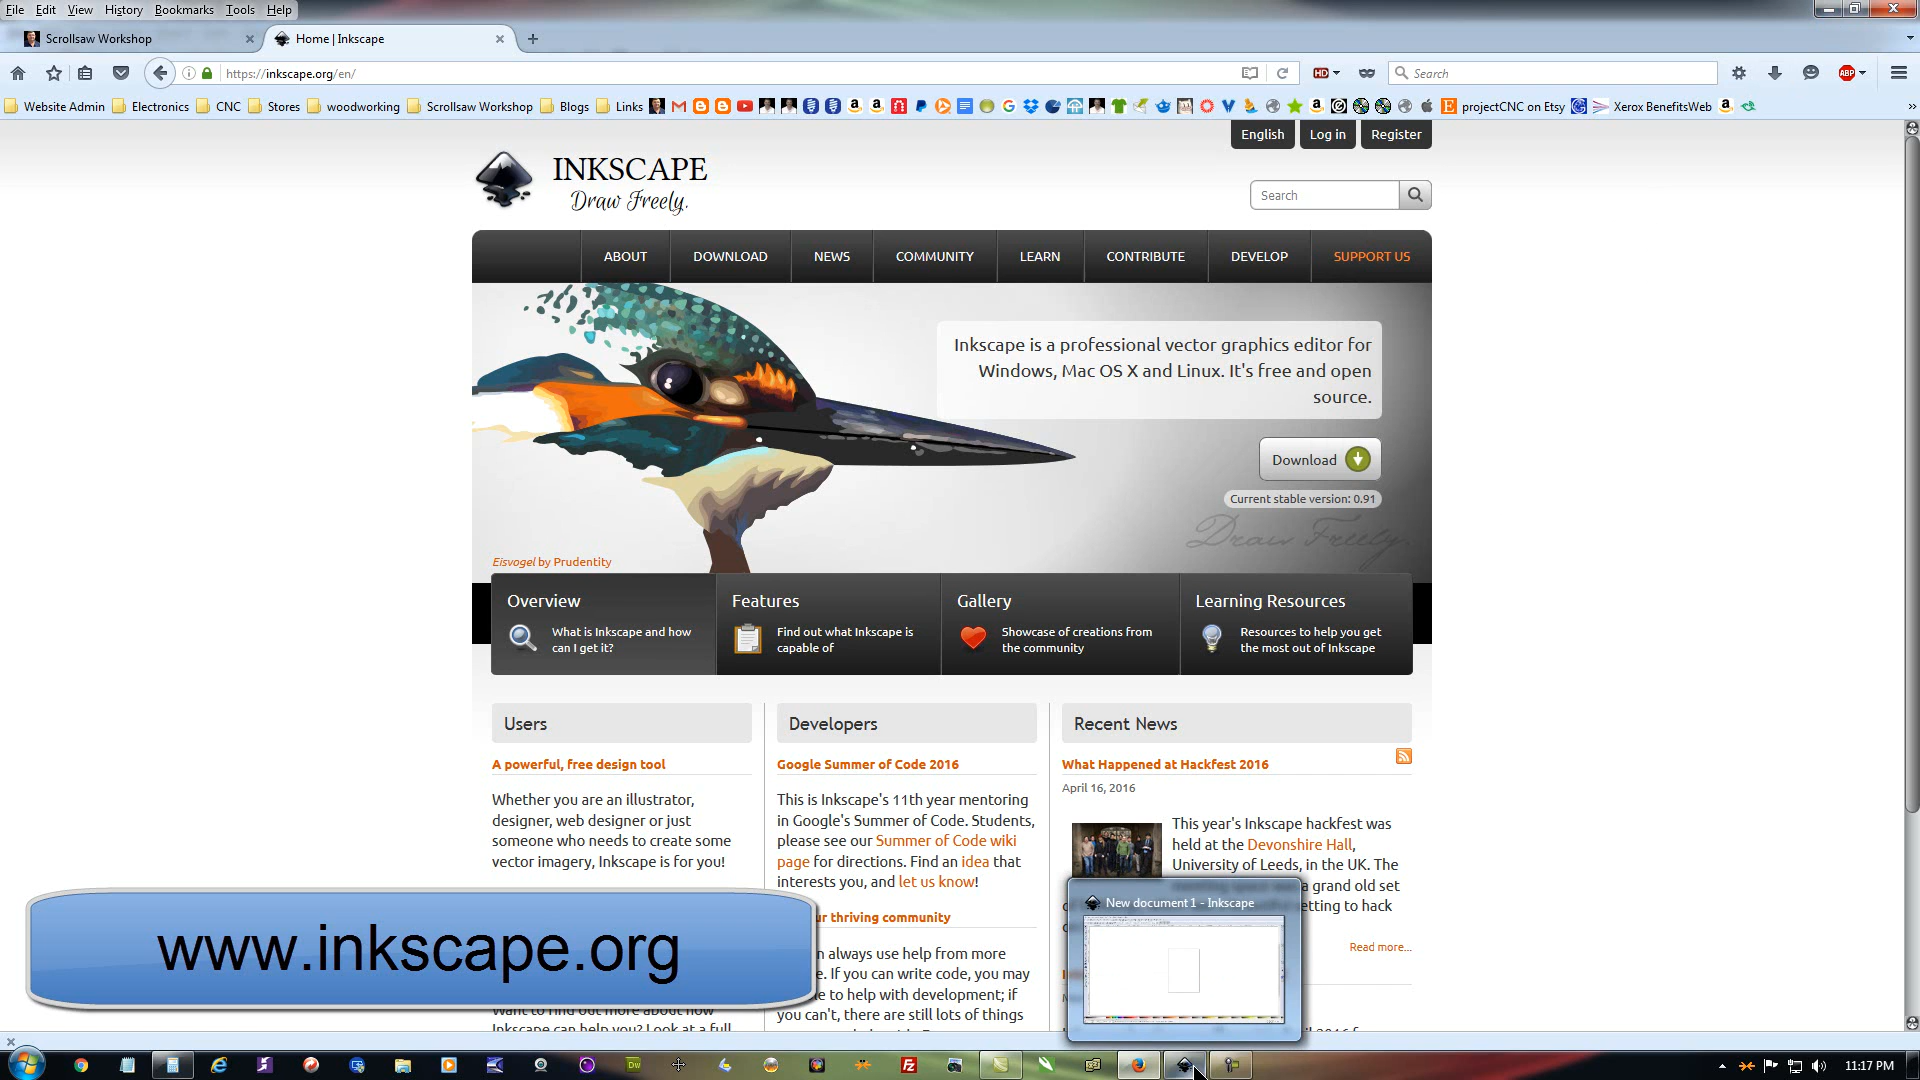 File Edit View History Bookmarks Tools Help
Scrollsaw Workshop
Home | Inkscape
https://inkscape.org/en/
HD
Search
ABP
Website Admin Electronics CNC Stores woodworking Scrollsaw Workshop Blogs Links projectCNC on Etsy Xerox BenefitsWeb
English Log in Register
INKSCAPE
Draw Freely.
Search
ABOUT DOWNLOAD NEWS COMMUNITY LEARN CONTRIBUTE DEVELOP SUPPORT US
Inkscape is a professional vector graphics editor for
Windows, Mac OS X and Linux. It's free and open
source.
Download
Current stable version: 0.91
Draw Freely.
Eisvogel by Prudentity
Overview
What is Inkscape and how
can I get it?
Features
Find out what Inkscape is
capable of
Gallery
Showcase of creations from
the community
Learning Resources
Resources to help you get
the most out of Inkscape
Users
A powerful, free design tool
Whether you are an illustrator,
designer, web designer or just
someone who needs to create some
vector imagery, Inkscape is for you!
Want to find out more about how
Inkscape can help you? Look at a full
Developers
Google Summer of Code 2016
This is Inkscape's 11th year mentoring
in Google's Summer of Code. Students,
please see our Summer of Code wiki
page for directions. Find an idea that
interests you, and let us know!
ur thriving community
n always use help from more
e. If you can write code, you may
le to help with development; if
you can't, there are still lots of things
Recent News
What Happened at Hackfest 2016
April 16, 2016
This year's Inkscape hackfest was
held at the Devonshire Hall,
University of Leeds, in the UK. The
a grand old set
etting to hack
Read more...
New document 1 - Inkscape
www.inkscape.org
11:17 PM